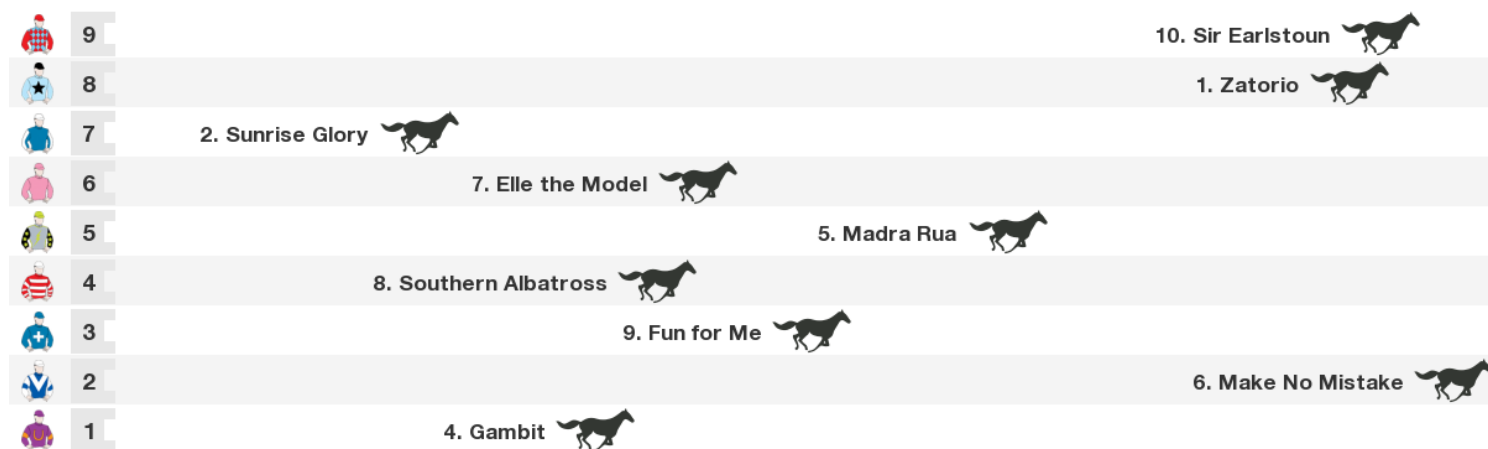 9 10. Sir Earlstoun
8 1. Zatorio
7 2. Sunrise Glory
6 7. Elle the Model
5 5. Madra Rua
4 8. Southern Albatross
3 9. Fun for Me
2 6. Make No Mistake
1 4. Gambit